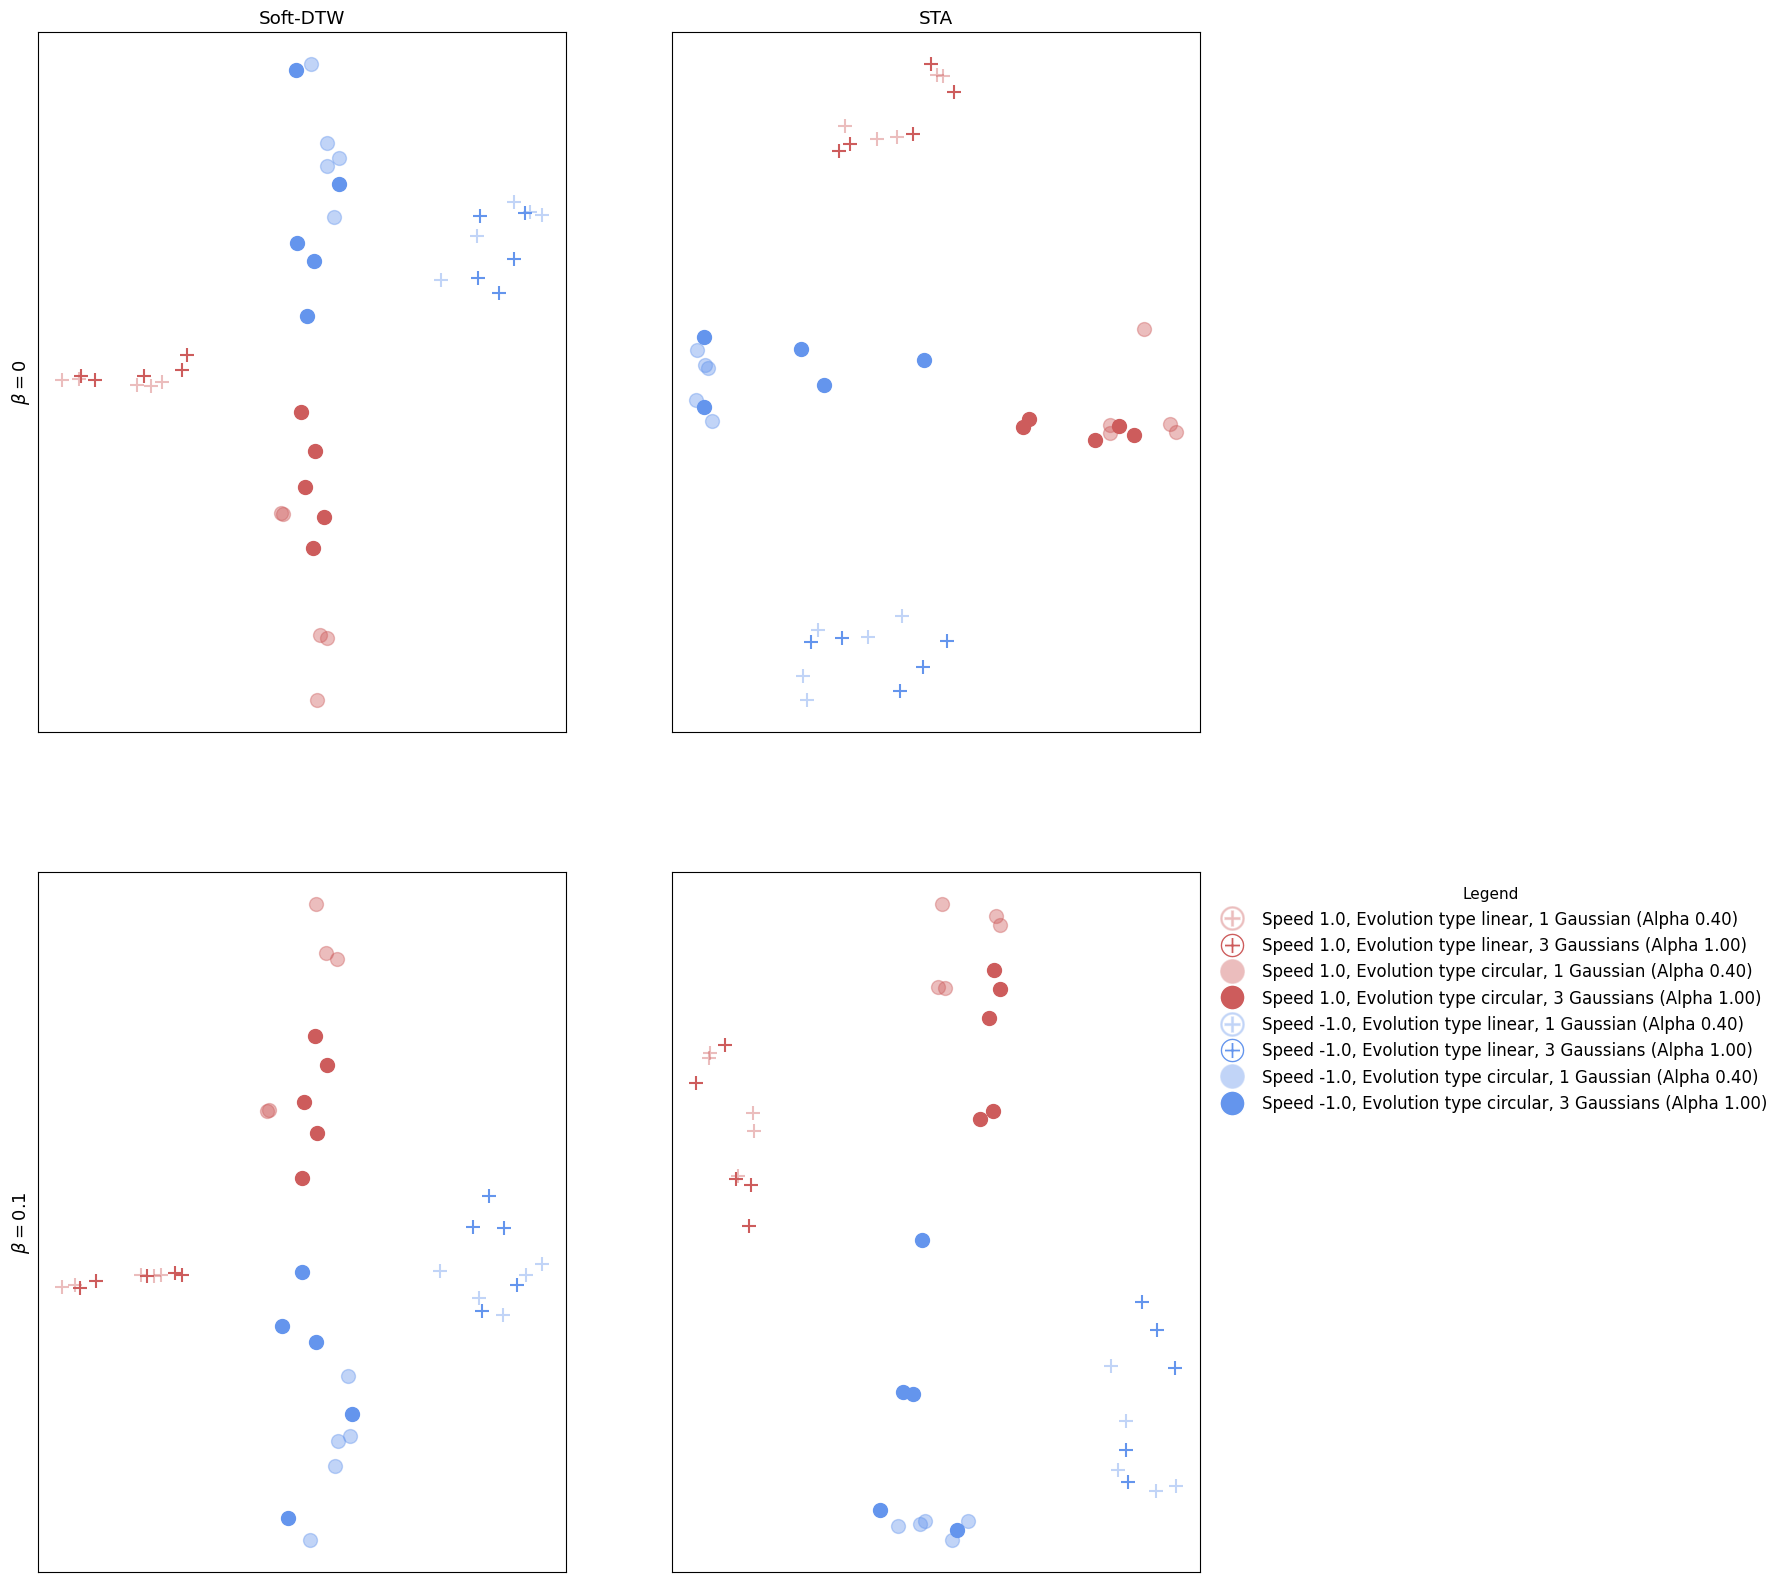 Soft-DTW
STA
β = 0
β = 0.1
Legend
Speed 1.0, Evolution type linear, 1 Gaussian (Alpha 0.40)
Speed 1.0, Evolution type linear, 3 Gaussians (Alpha 1.00)
Speed 1.0, Evolution type circular, 1 Gaussian (Alpha 0.40)
Speed 1.0, Evolution type circular, 3 Gaussians (Alpha 1.00)
Speed -1.0, Evolution type linear, 1 Gaussian (Alpha 0.40)
Speed -1.0, Evolution type linear, 3 Gaussians (Alpha 1.00)
Speed -1.0, Evolution type circular, 1 Gaussian (Alpha 0.40)
Speed -1.0, Evolution type circular, 3 Gaussians (Alpha 1.00)